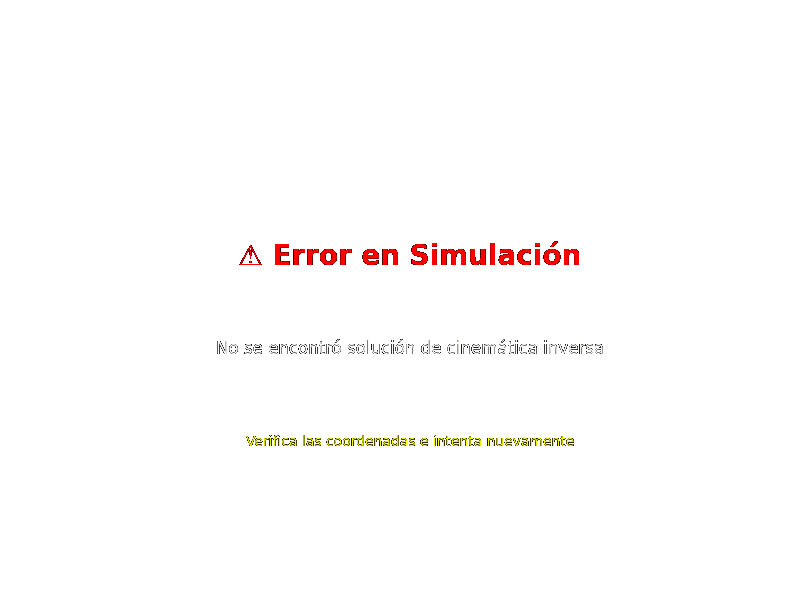 ⚠ Error en Simulación
No se encontró solución de cinemática inversa
Verifica las coordenadas e intenta nuevamente